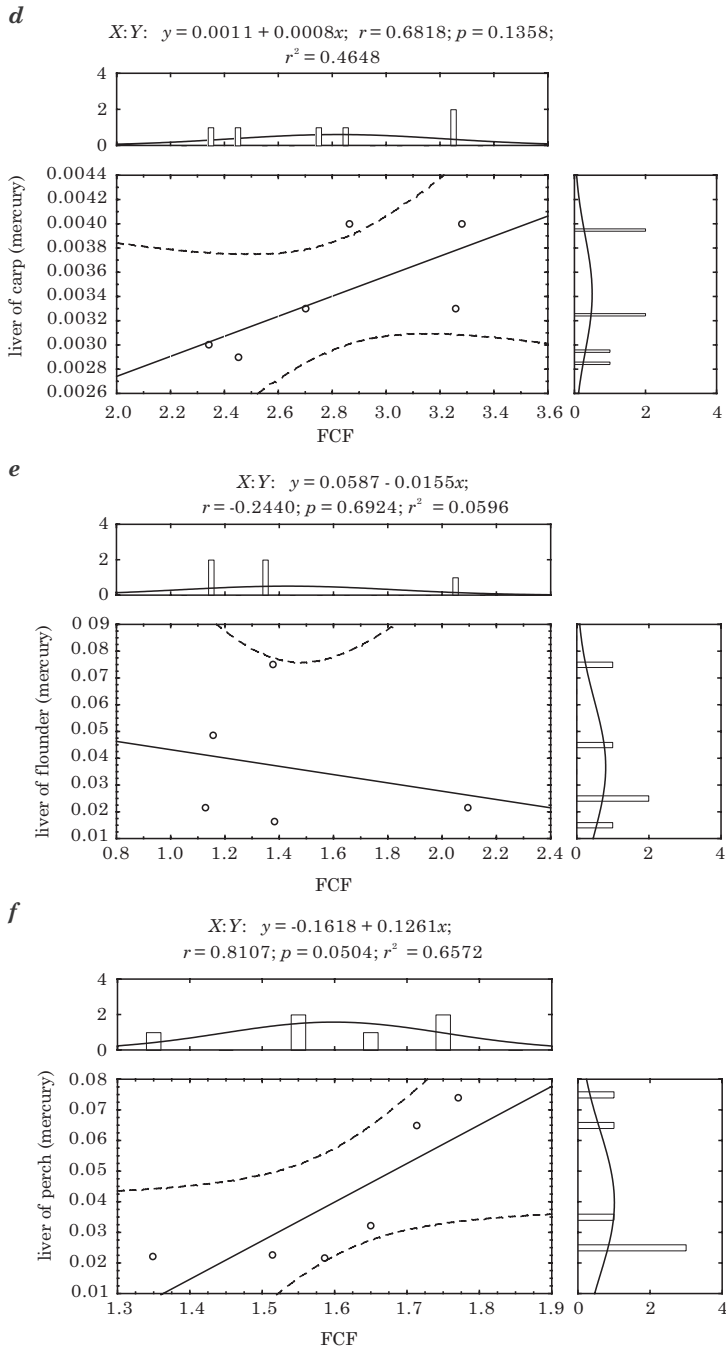 d
X:Y: y = 0.0011 + 0.0008x; r = 0.6818; p = 0.1358;
r² = 0.4648
4
2
0
liver of carp (mercury)
0.0044
0.0042
0.0040
0.0038
0.0036
0.0034
0.0032
0.0030
0.0028
0.0026
2.0 2.2 2.4 2.6 2.8 3.0 3.2 3.4 3.6
FCF
0 2 4
e
X:Y: y = 0.0587 - 0.0155x;
r = -0.2440; p = 0.6924; r² = 0.0596
4
2
0
liver of flounder (mercury)
0 09
0.08
0.07
0.06
0.05
0.04
0.03
0.02
0.01
0.8 1.0 1.2 1.4 1.6 1.8 2.0 2.2 2.4
FCF
0 2 4
f
X:Y: y = -0.1618 + 0.1261x;
r = 0.8107; p = 0.0504; r² = 0.6572
4
2
0
liver of perch (mercury)
0.08
0.07
0.06
0.05
0.04
0.03
0.02
0.01
1.3 1.4 1.5 1.6 1.7 1.8 1.9
FCF
0 1 2 3 4